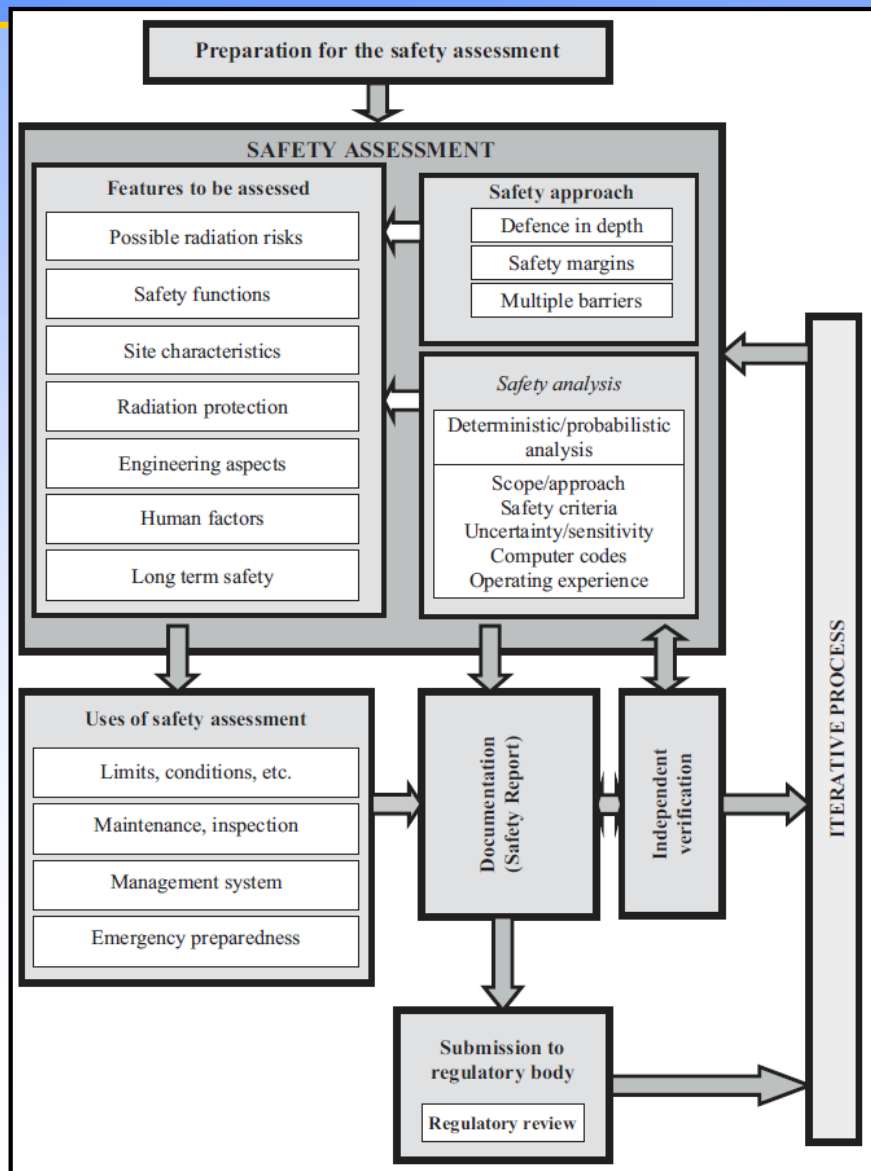 Preparation for the safety assessment
SAFETY ASSESSMENT
Features to be assessed
Possible radiation risks
Safety functions
Site characteristics
Radiation protection
Engineering aspects
Human factors
Long term safety
Safety approach
Defence in depth
Safety margins
Multiple barriers
Safety analysis
Deterministic/probabilistic
analysis
Scope/approach
Safety criteria
Uncertainty/sensitivity
Computer codes
Operating experience
Uses of safety assessment
Limits, conditions, etc.
Maintenance, inspection
Management system
Emergency preparedness
Documentation
(Safety Report)
Independent
verification
ITERATIVE PROCESS
Submission to
regulatory body
Regulatory review